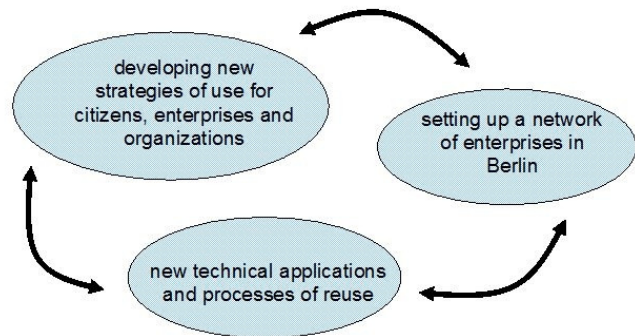 developing new
strategies of use for
citizens, enterprises and
organizations
setting up a network
of enterprises in
Berlin
new technical applications
and processes of reuse